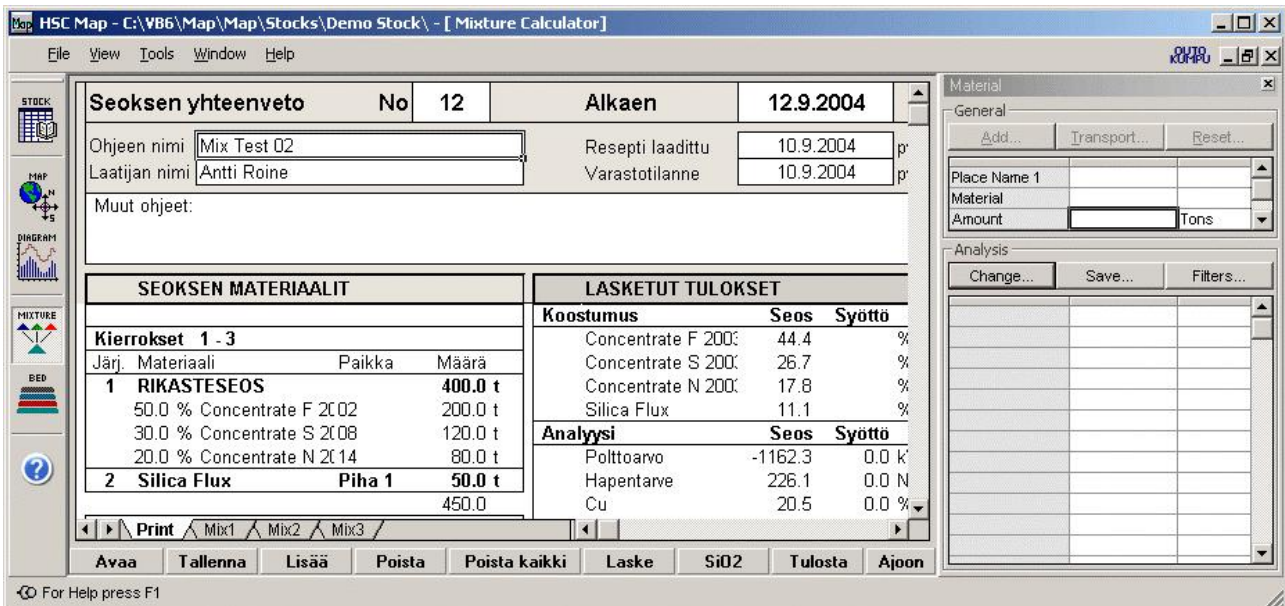 HSC Map - C:\VB6\Map\Map\Stocks\Demo Stock\ - [ Mixture Calculator]
File View Tools Window Help
OUTOKUMPU
STOCK
MAP
N
S
DIAGRAM
MIXTURE
BED
Seoksen yhteenveto No 12 Alkaen 12.9.2004
Ohjeen nimi Mix Test 02 Resepti laadittu 10.9.2004
Laatijan nimi Antti Roine Varastotilanne 10.9.2004
Muut ohjeet:
SEOKSEN MATERIAALIT
Kierrokset 1 - 3
Järj. Materiaali Paikka Määrä
1 RIKASTESEOS 400.0 t
50.0 % Concentrate F 2002 200.0 t
30.0 % Concentrate S 2008 120.0 t
20.0 % Concentrate N 2014 80.0 t
2 Silica Flux Piha 1 50.0 t
450.0
LASKETUT TULOKSET
Koostumus Seos Syöttö
Concentrate F 44.4 %
Concentrate S 26.7 %
Concentrate N 17.8 %
Silica Flux 11.1 %
Analyysi Seos Syöttö
Polttoarvo -1162.3 0.0
Hapentarve 226.1 0.0 N
Cu 20.5 0.0 %
Print Mix1 Mix2 Mix3
Avaa Tallenna Lisää Poista Poista kaikki Laske SiO2 Tulosta Ajoon
Material
General
Add... Transport... Reset...
Place Name 1
Material
Amount Tons
Analysis
Change... Save... Filters...
For Help press F1